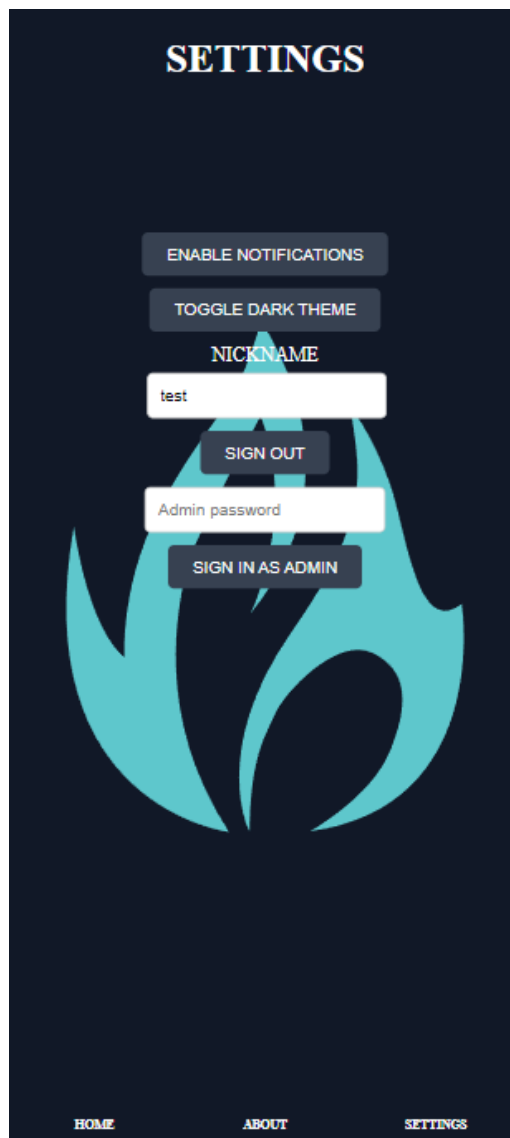 SETTINGS
ENABLE NOTIFICATIONS
TOGGLE DARK THEME
NICKNAME
test
SIGN OUT
Admin password
SIGN IN AS ADMIN
HOME ABOUT SETTINGS